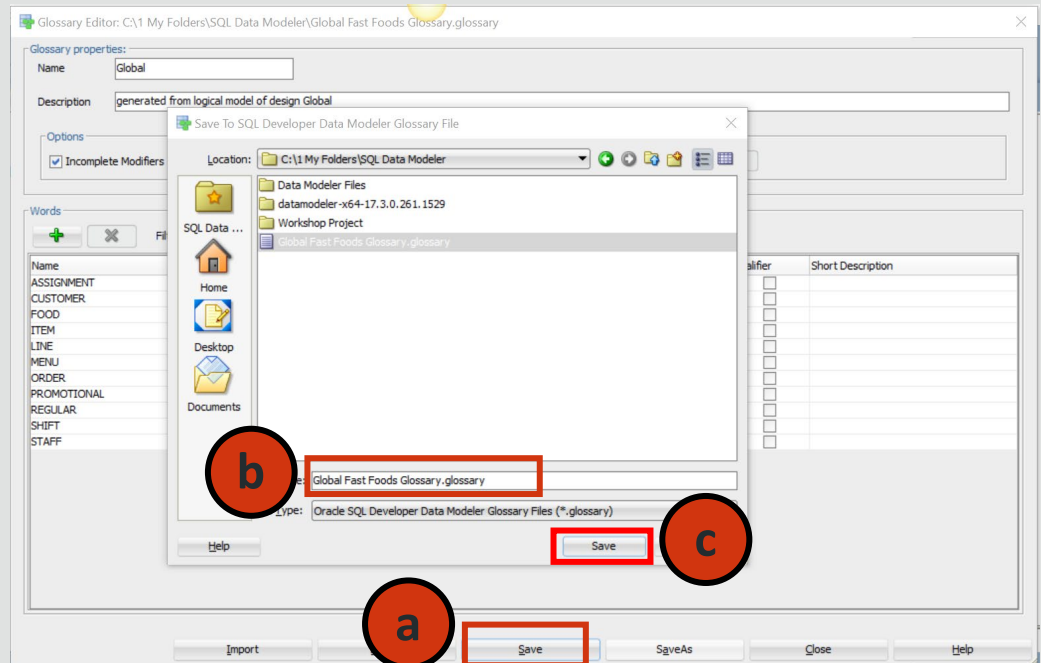 Glossary Editor: C:\1 My Folders\SQL Data Modeler\Global Fast Foods Glossary.glossary
Glossary properties:
Name Global
Description generated from logical model of design Global
Save To SQL Developer Data Modeler Glossary File
Options
Incomplete Modifiers
Location: C:\1 My Folders\SQL Data Modeler
Data Modeler Files
datamodeler-x64-17.3.0.261.1529
Workshop Project
Global Fast Foods Glossary.glossary
SQL Data ...
Home
Desktop
Documents
Words
Name Short Description
ASSIGNMENT
CUSTOMER
FOOD
ITEM
LINE
MENU
ORDER
PROMOTIONAL
REGULAR
SHIFT
STAFF
b
Global Fast Foods Glossary.glossary
Type: Oracle SQL Developer Data Modeler Glossary Files (*.glossary)
Help Save
c
a
Import Save SaveAs Close Help